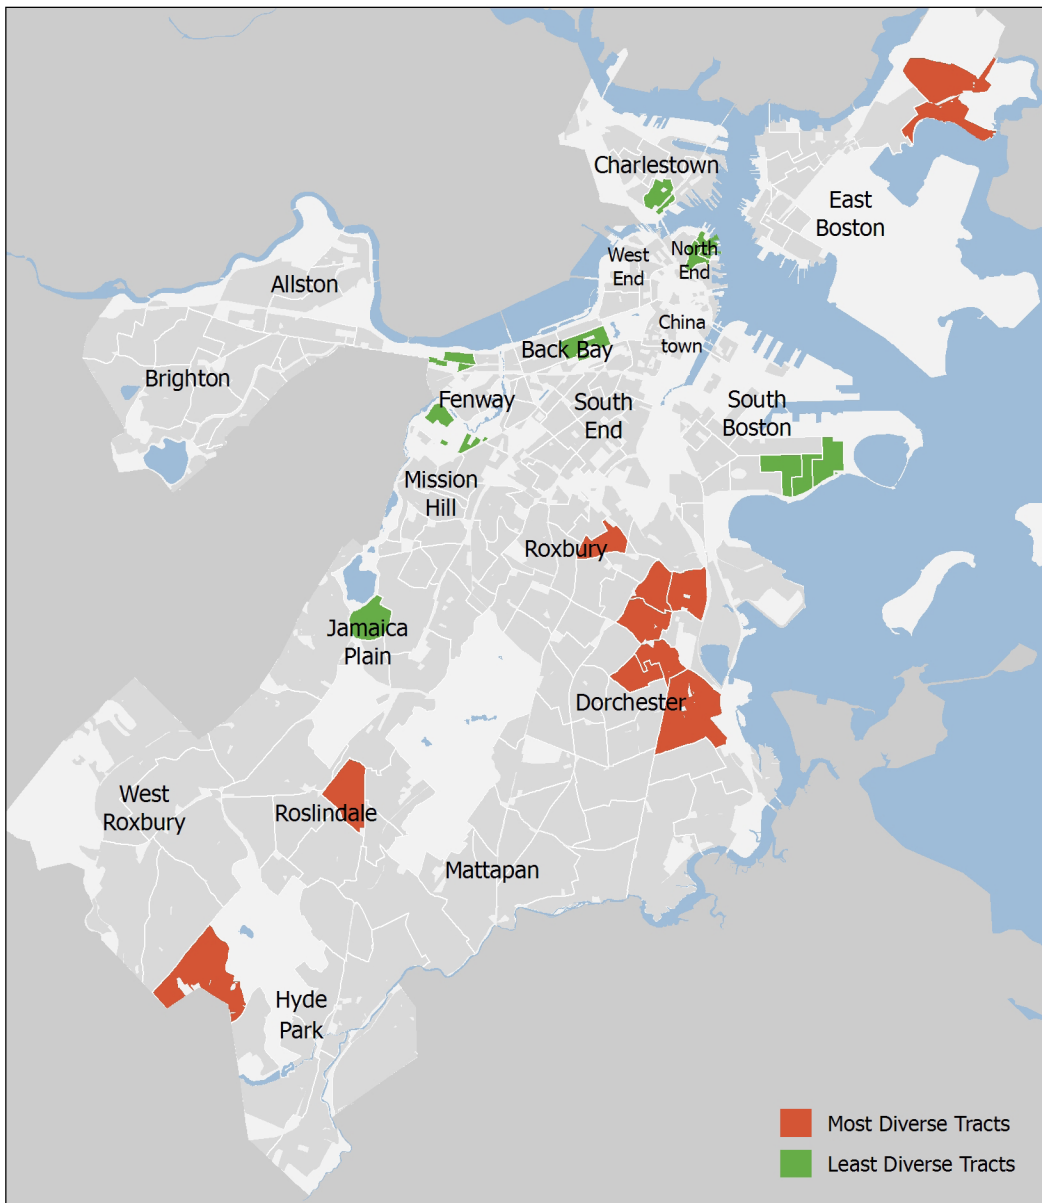 Charlestown
East
Boston
West
End
North
End
Allston
China
town
Back Bay
Brighton
Fenway
South
End
South
Boston
Mission
Hill
Roxbury
Jamaica
Plain
Dorchester
West
Roxbury
Roslindale
Mattapan
Hyde
Park
Most Diverse Tracts
Least Diverse Tracts